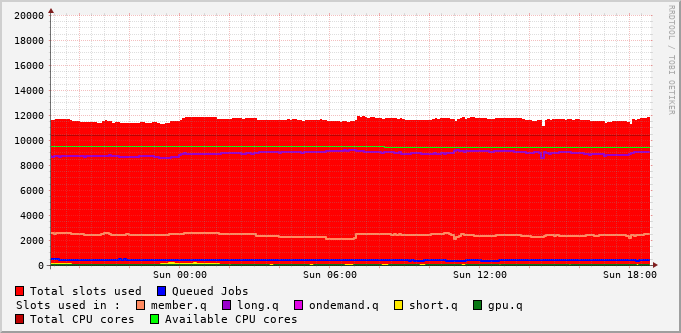 RRDTOOL / TOBI OETIKER
20000
18000
16000
14000
12000
10000
8000
6000
4000
2000
0
Sun 00:00 Sun 06:00 Sun 12:00 Sun 18:00
Total slots used Queued Jobs
Slots used in : member.q long.q ondemand.q short.q gpu.q
Total CPU cores Available CPU cores